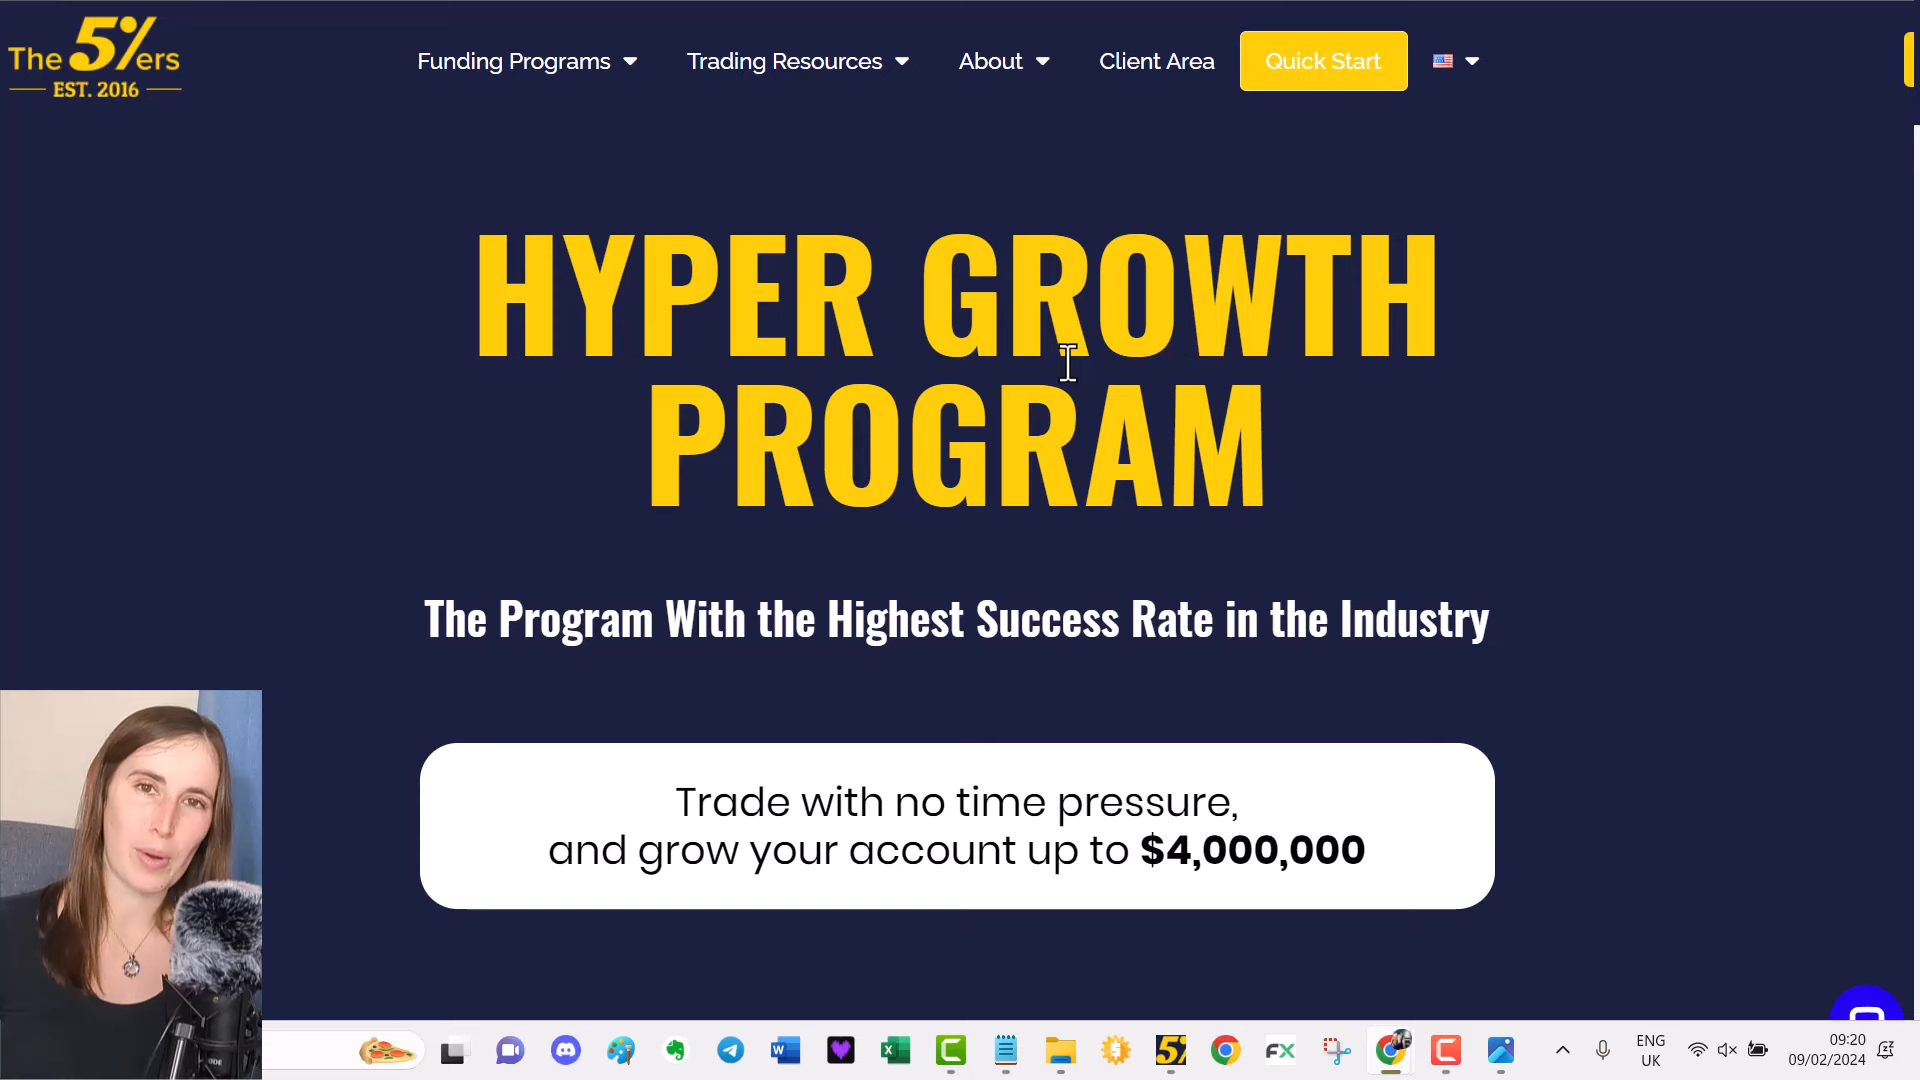 The 5%ers
EST. 2016
Funding Programs
Trading Resources
About
Client Area
Quick Start
HYPER GROWTH
PROGRAM
The Program With the Highest Success Rate in the Industry
Trade with no time pressure,
and grow your account up to $4,000,000
FX
ENG
UK
09:20
09/02/2024